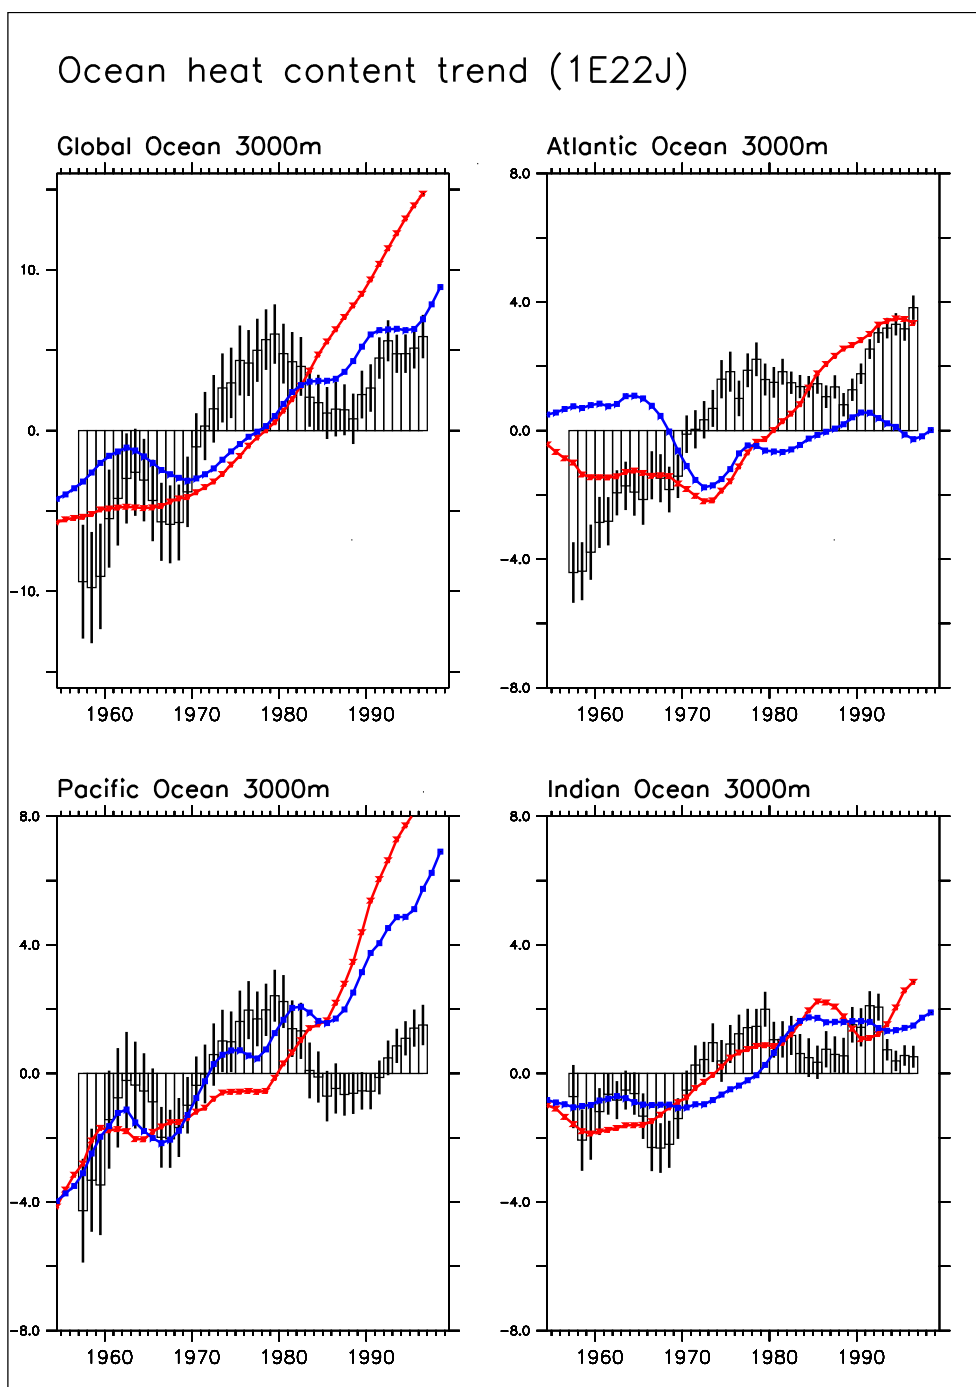 Ocean heat content trend (1E22J)
Global Ocean 3000m
Atlantic Ocean 3000m
10.
0.
-10.
1960 1970 1980 1990
8.0
4.0
0.0
-4.0
-8.0
1960 1970 1980 1990
Pacific Ocean 3000m
Indian Ocean 3000m
8.0
4.0
0.0
-4.0
-8.0
1960 1970 1980 1990
8.0
4.0
0.0
-4.0
-8.0
1960 1970 1980 1990